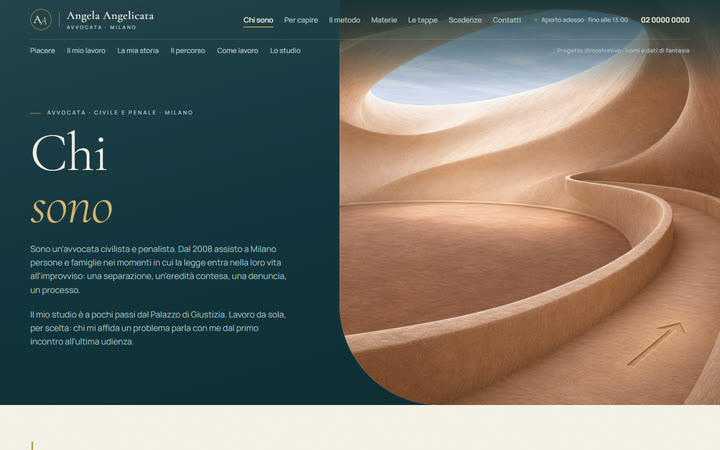 AA
Angela Angelicata
AVVOCATA · MILANO
Chi sono Per capire Il metodo Materie Le tappe Scadenze Contatti Aperto adesso · fino alle 13:00 02 0000 0000
Piacere Il mio lavoro La mia storia Il percorso Come lavoro Lo studio
Progetto dimostrativo · nomi e dati di fantasia
AVVOCATA · CIVILE E PENALE · MILANO
Chi
sono
Sono un'avvocata civilista e penalista. Dal 2008 assisto a Milano
persone e famiglie nei momenti in cui la legge entra nella loro vita
all'improvviso: una separazione, un'eredità contesa, una denuncia,
un processo.
Il mio studio è a pochi passi dal Palazzo di Giustizia. Lavoro da sola,
per scelta: chi mi affida un problema parla con me dal primo
incontro all'ultima udienza.